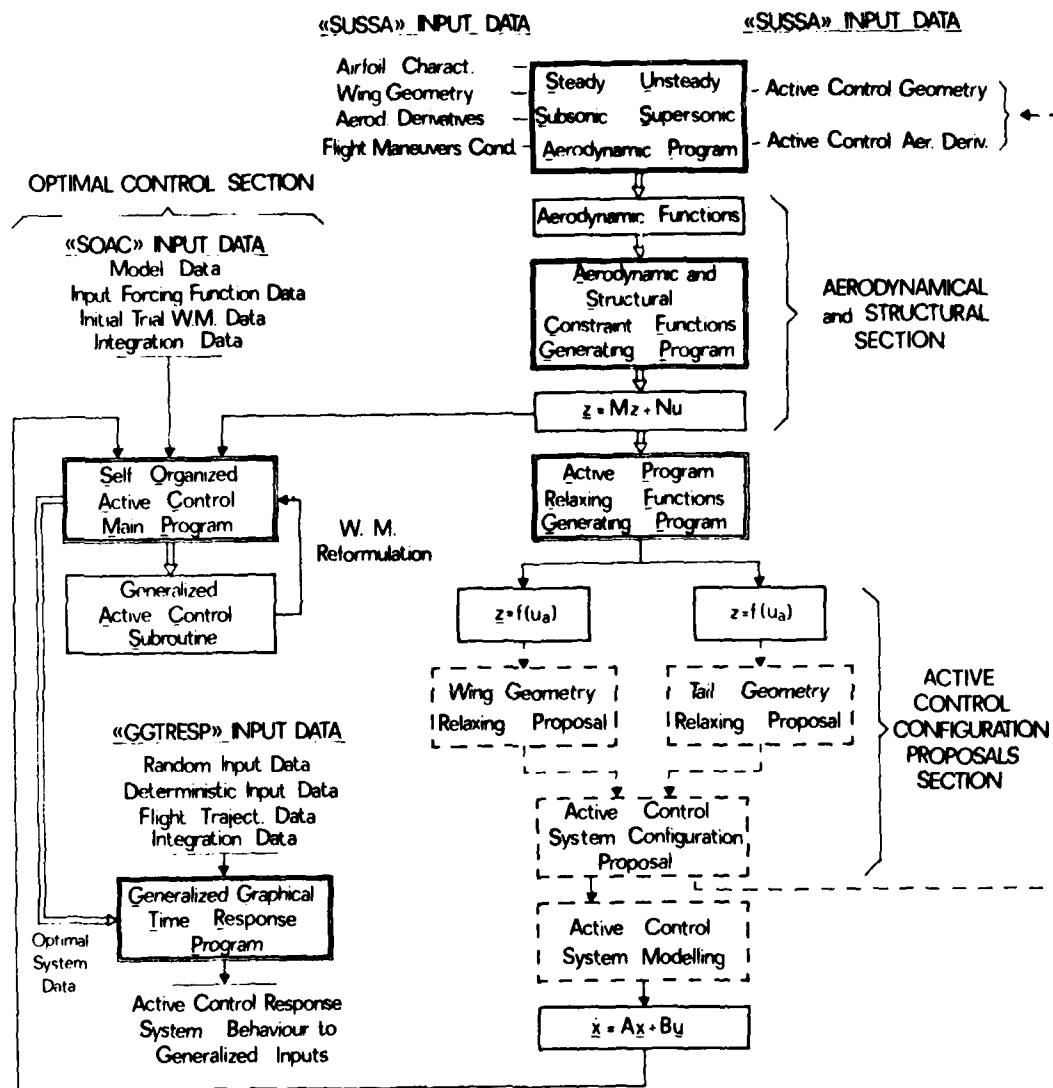 «SUSSA» INPUT DATA
«SUSSA» INPUT DATA
Airfoil Charact.
Wing Geometry
Aerod. Derivatives
Flight Maneuvers Cond.
Steady Unsteady
Subsonic Supersonic
Aerodynamic Program
Active Control Geometry
Active Control Aer. Deriv.
OPTIMAL CONTROL SECTION
«SOAC» INPUT DATA
Model Data
Input Forcing Function Data
Initial Trial W.M. Data
Integration Data
Aerodynamic Functions
Aerodynamic and
Structural
Constraint Functions
Generating Program
z = Mz + Nu
AERODYNAMICAL
and STRUCTURAL
SECTION
Self Organized
Active Control
Main Program
W. M.
Reformulation
Generalized
Active Control
Subroutine
Active Program
Relaxing Functions
Generating Program
z = f(ua)
z = f(ua)
Wing Geometry
Relaxing Proposal
Tail Geometry
Relaxing Proposal
ACTIVE
CONTROL
CONFIGURATION
PROPOSALS
SECTION
«GGTRESP» INPUT DATA
Random Input Data
Deterministic Input Data
Flight Traject. Data
Integration Data
Active Control
System Configuration
Proposal
Generalized Graphical
Time Response
Program
Optimal
System
Data
Active Control
System Modelling
Active Control Response
System Behaviour to
Generalized Inputs
ẋ = Ax + Bu